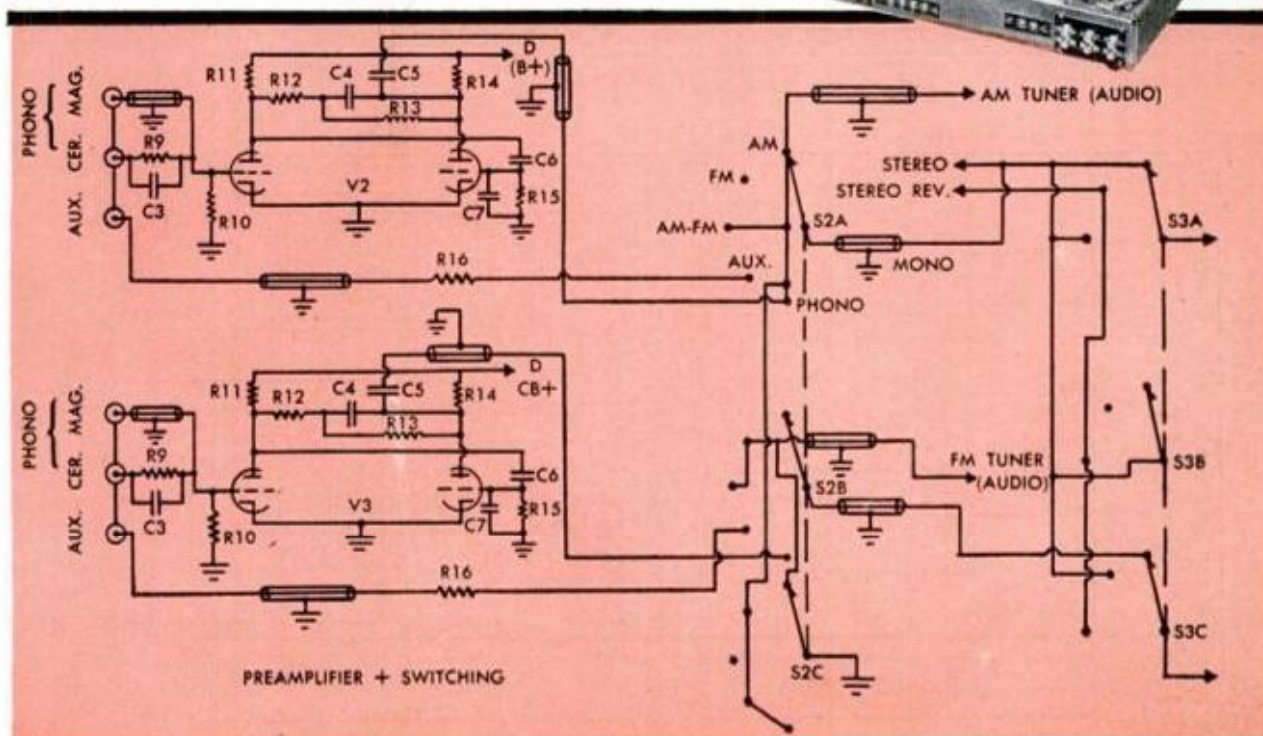 PHONO
MAG.
CER.
AUX.
R9
C3
R10
R11
R12
C4
C5
R13
R14
D
(B+)
V2
C6
C7
R15
R16
AM TUNER (AUDIO)
AM
FM
AM-FM
AUX.
PHONO
S2A
MONO
STEREO
STEREO REV.
S3A
PHONO
MAG.
CER.
AUX.
R9
C3
R10
R11
R12
C4
C5
R13
R14
D
CB+
V3
C6
C7
R15
R16
S2B
FM TUNER
(AUDIO)
S3B
S2C
S3C
PREAMPLIFIER + SWITCHING